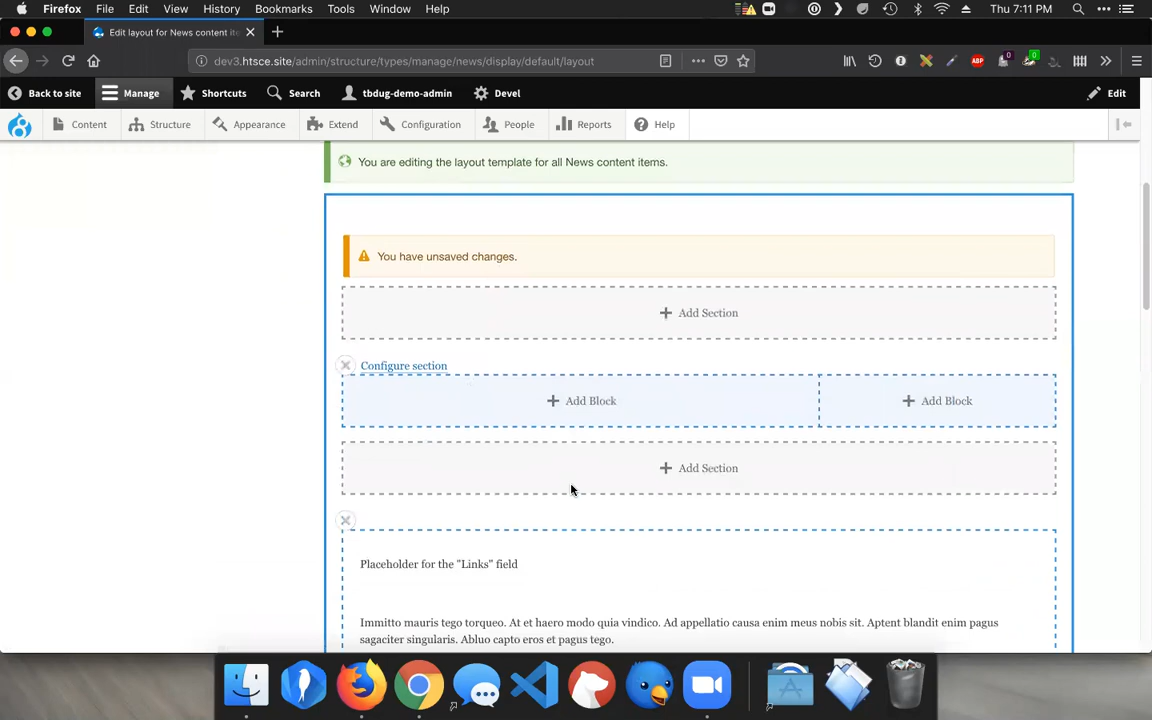 Firefox File Edit View History Bookmarks Tools Window Help Thu 7:11 PM
Edit layout for News content ite
dev3.htsce.site/admin/structure/types/manage/news/display/default/layout
ABP 0 0
Back to site Manage Shortcuts Search tbdug-demo-admin Devel Edit
Content Structure Appearance Extend Configuration People Reports Help
You are editing the layout template for all News content items.
You have unsaved changes.
Add Section
Configure section
Add Block Add Block
Add Section
Placeholder for the "Links" field
Immitto mauris tego torqueo. At et haero modo quia vindico. Ad appellatio causa enim meus nobis sit. Aptent blandit enim pagus
sagaciter singularis. Abluo capto eros et pagus tego.